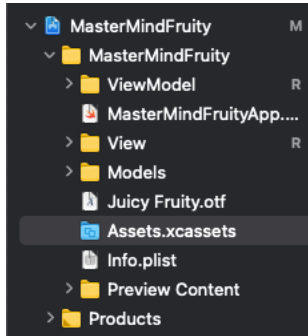 MasterMindFruity M
MasterMindFruity
ViewModel R
MasterMindFruityApp....
View R
Models
Juicy Fruity.otf
Assets.xcassets
Info.plist
Preview Content
Products